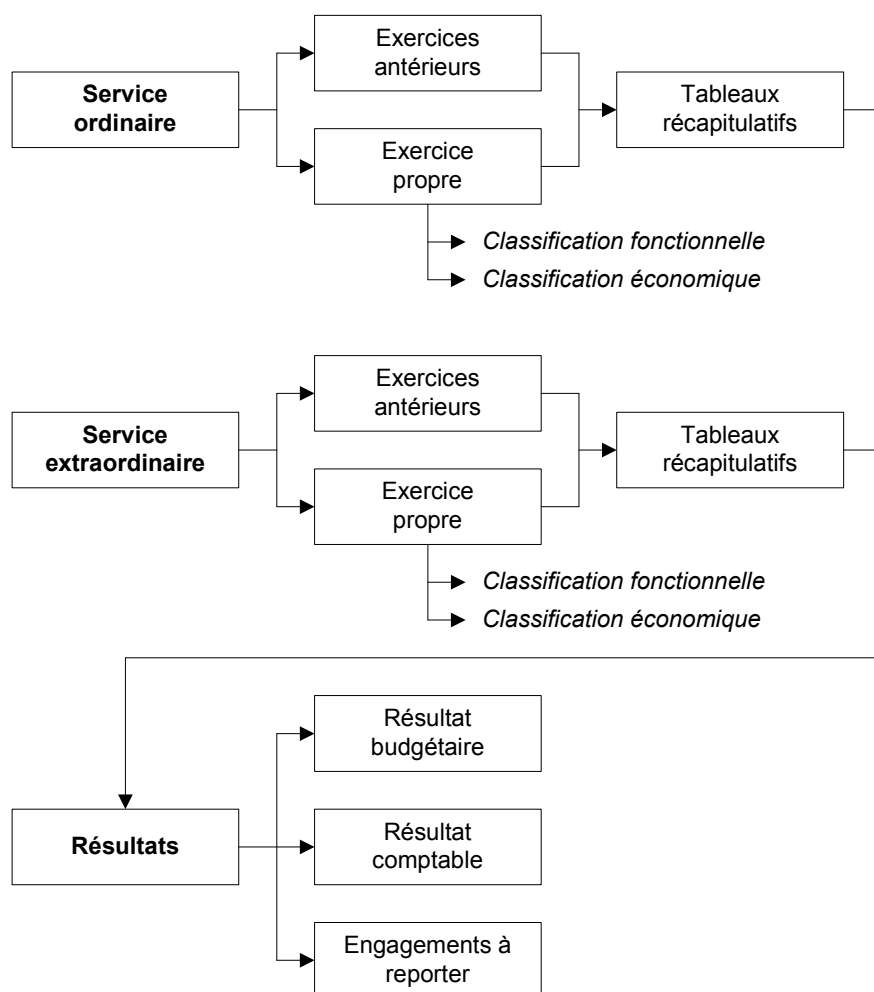 Exercices
antérieurs
Service
ordinaire
Tableaux
récapitulatifs
Exercice
propre
Classification fonctionnelle
Classification économique
Exercices
antérieurs
Service
extraordinaire
Tableaux
récapitulatifs
Exercice
propre
Classification fonctionnelle
Classification économique
Résultat
budgétaire
Résultats
Résultat
comptable
Engagements à
reporter